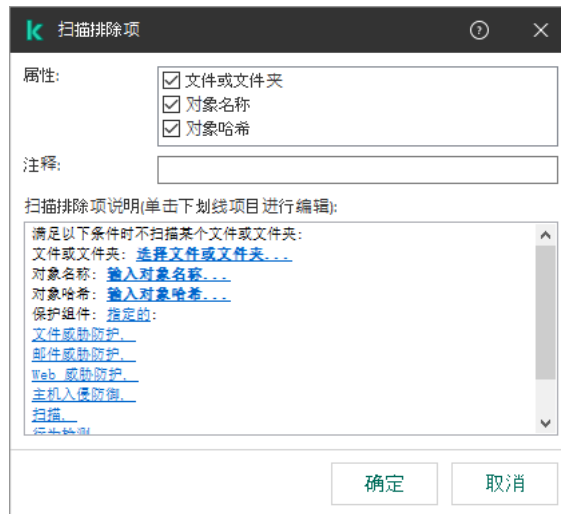 扫描排除项
属性:
文件或文件夹
对象名称
对象哈希
注释:
扫描排除项说明(单击下划线项目进行编辑):
满足以下条件时不扫描某个文件或文件夹:
文件或文件夹: 选择文件或文件夹...
对象名称: 输入对象名称...
对象哈希: 输入对象哈希...
保护组件: 指定的:
文件威胁防护,
邮件威胁防护,
Web 威胁防护,
主机入侵防御,
扫描,
行为检测
确定 取消